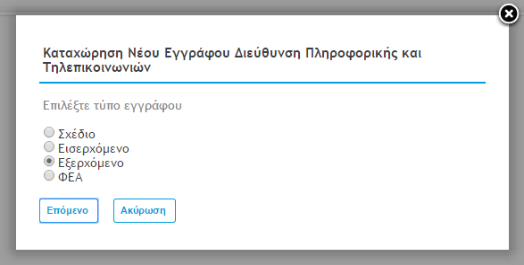 Καταχώρηση Νέου Εγγράφου Διεύθυνση Πληροφορικής και
Τηλεπικοινωνιών
Επιλέξτε τύπο εγγράφου
Σχέδιο
Εισερχόμενο
Εξερχόμενο
ΦΕΑ
Επόμενο Ακύρωση